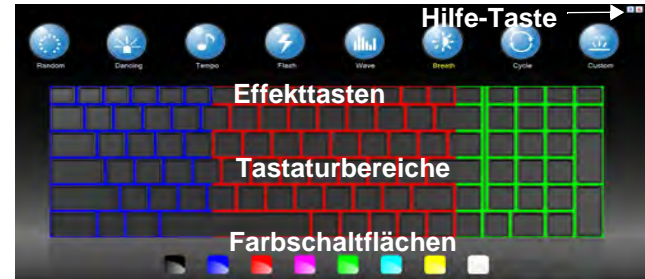 Hilfe-Taste
Random Dancing Tempo Flash Wave Breath Cycle Custom
Effekttasten
Tastaturbereiche
Farbschaltflächen